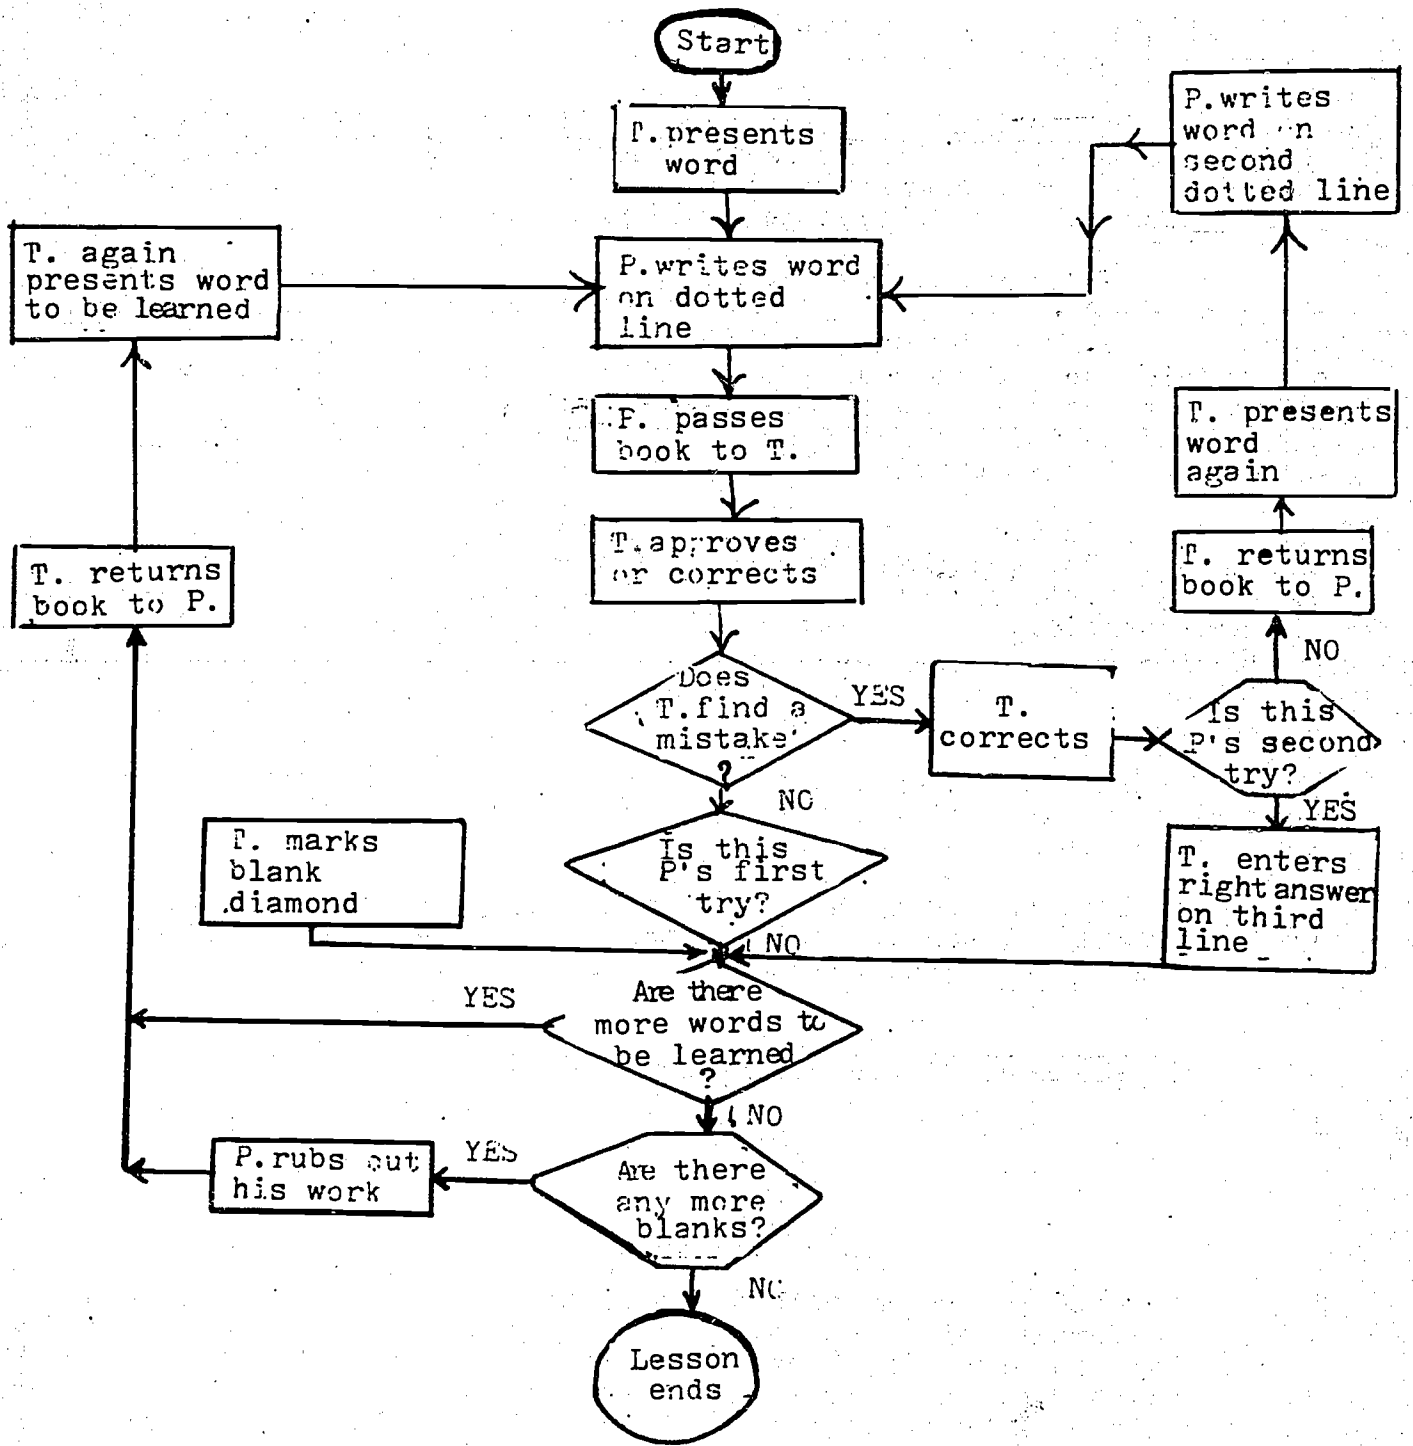 Start
T.presents
word
P.writes
word on
second
dotted line
T. again
presents word
to be learned
P.writes word
on dotted
line
P. passes
book to T.
T. presents
word
again
T.approves
or corrects
T. returns
book to P.
T. returns
book to P.
NO
Does
T.find a
mistake
?
YES
T.
corrects
Is this
P's second
try?
NO
YES
T. marks
blank
diamond
Is this
P's first
try?
T. enters
right answer
on third
line
NO
YES
Are there
more words to
be learned
?
NO
P.rubs out
his work
YES
Are there
any more
blanks?
NO
Lesson
ends